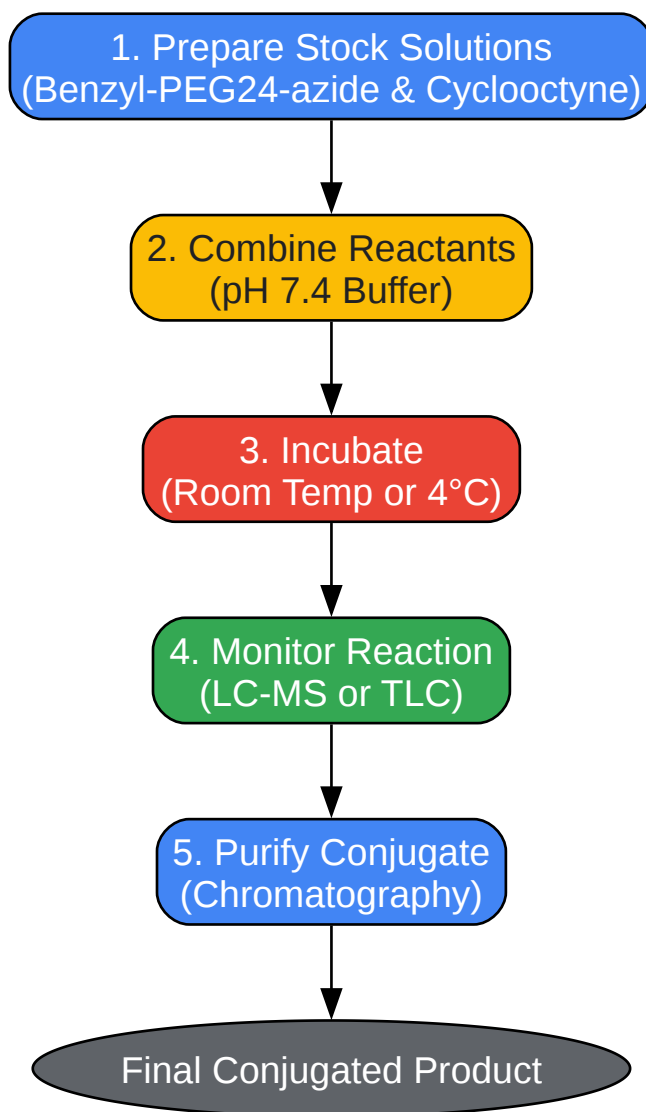 1. Prepare Stock Solutions
(Benzyl-PEG24-azide & Cyclooctyne)
2. Combine Reactants
(pH 7.4 Buffer)
3. Incubate
(Room Temp or 4°C)
4. Monitor Reaction
(LC-MS or TLC)
5. Purify Conjugate
(Chromatography)
Final Conjugated Product